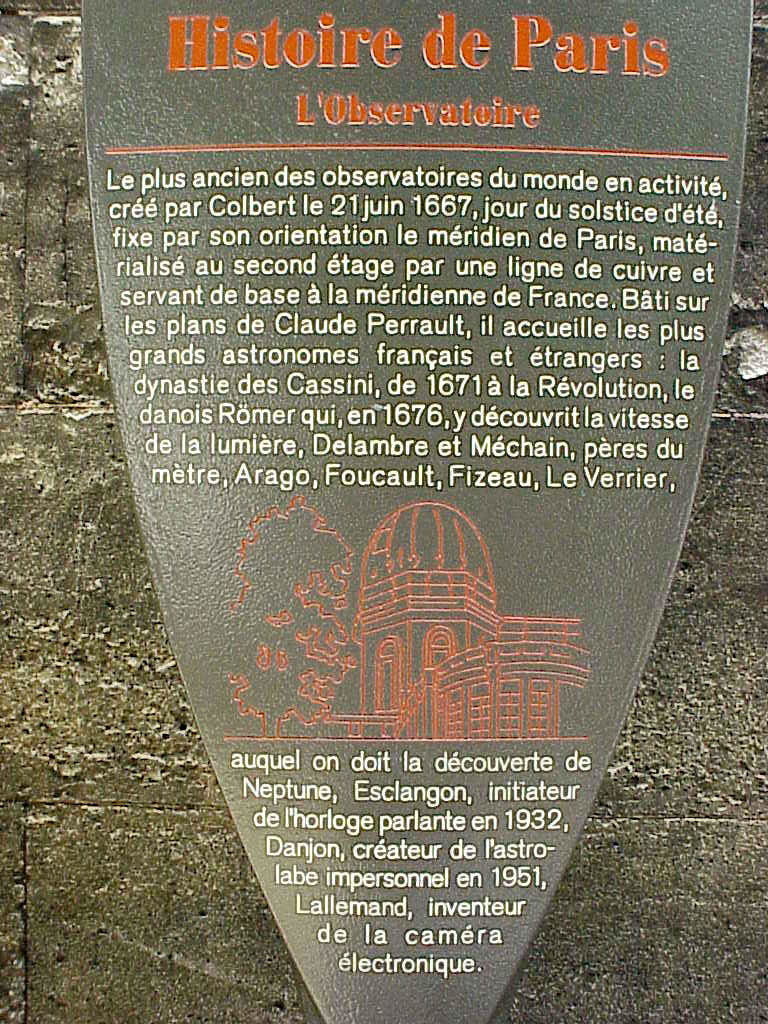 Histoire de Paris
L'Observatoire
Le plus ancien des observatoires du monde en activité,
créé par Colbert le 21 juin 1667, jour du solstice d'été,
fixe par son orientation le méridien de Paris, maté-
rialisé au second étage par une ligne de cuivre et
servant de base à la méridienne de France. Bâti sur
les plans de Claude Perrault, il accueille les plus
grands astronomes français et étrangers : la
dynastie des Cassini, de 1671 à la Révolution, le
danois Römer qui, en 1676, y découvrit la vitesse
de la lumière, Delambre et Méchain, pères du
mètre, Arago, Foucault, Fizeau, Le Verrier,
auquel on doit la découverte de
Neptune, Esclangon, initiateur
de l'horloge parlante en 1932,
Danjon, créateur de l'astro-
labe impersonnel en 1951,
Lallemand, inventeur
de la caméra
électronique.